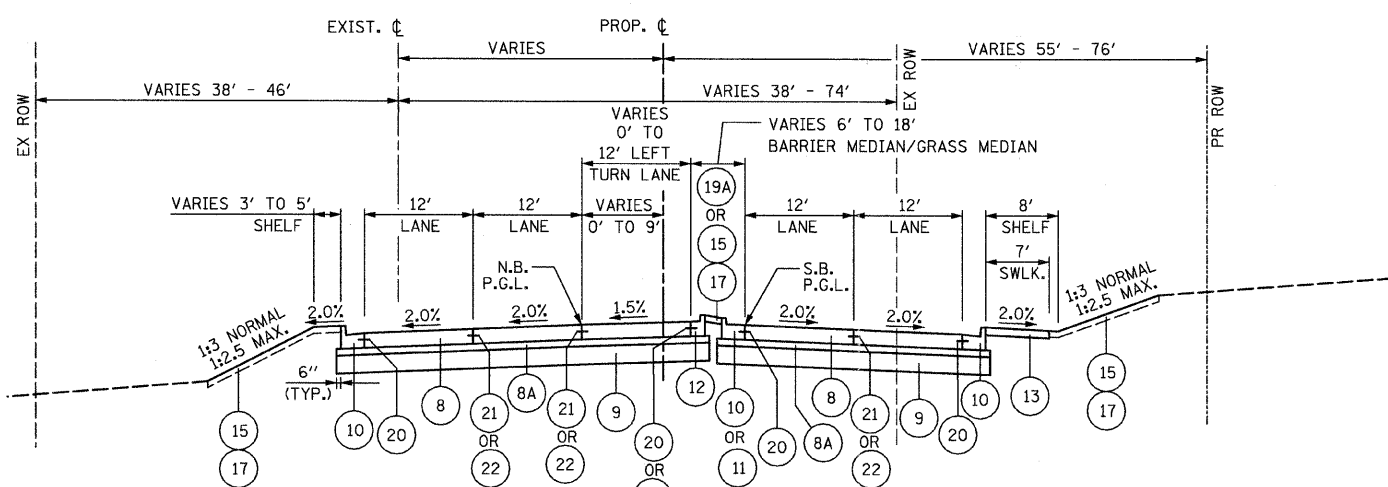 EXIST. ℄
PROP. ℄
VARIES
VARIES 55' - 76'
EX ROW
VARIES 38' - 46'
VARIES 38' - 74'
EX ROW
PR ROW
VARIES
0' TO
12' LEFT
TURN LANE
VARIES 6' TO 18'
BARRIER MEDIAN/GRASS MEDIAN
19A
OR
15
17
VARIES 3' TO 5'
SHELF
12'
LANE
12'
LANE
VARIES
0' TO 9'
12'
LANE
12'
LANE
8'
SHELF
7'
SWLK.
N.B.
P.G.L.
S.B.
P.G.L.
1:3 NORMAL
1:2.5 MAX.
2.0%
2.0%
2.0%
1.5%
2.0%
2.0%
2.0%
1:3 NORMAL
1:2.5 MAX.
6"
(TYP.)
15
17
10
20
8
21
OR
22
8A
21
OR
22
9
20
OR
12
10
OR
11
20
8A
8
21
OR
22
9
20
10
13
15
17